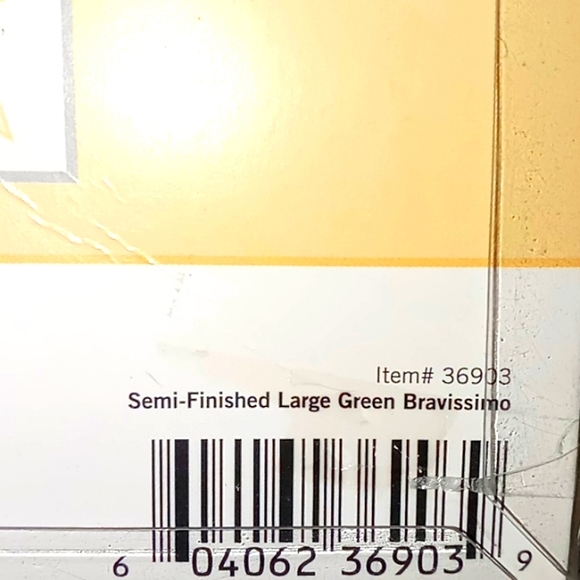 Item# 36903
Semi-Finished Large Green Bravissimo
6 04062 36903 9